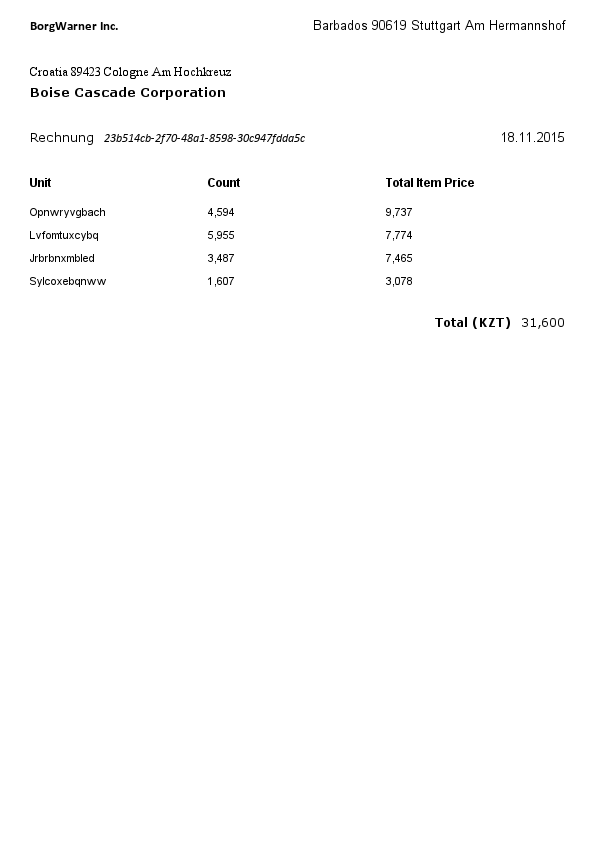 BorgWarner Inc. Barbados 90619 Stuttgart Am Hermannshof
Croatia 89423 Cologne Am Hochkreuz
Boise Cascade Corporation
Rechnung 23b514cb-2f70-48a1-8598-30c947fdda5c 18.11.2015
Unit Count Total Item Price
Opnwryvgbach 4,594 9,737
Lvfomtuxcybq 5,955 7,774
Jrbrbnxmbled 3,487 7,465
Sylcoxebqnww 1,607 3,078
Total (KZT) 31,600